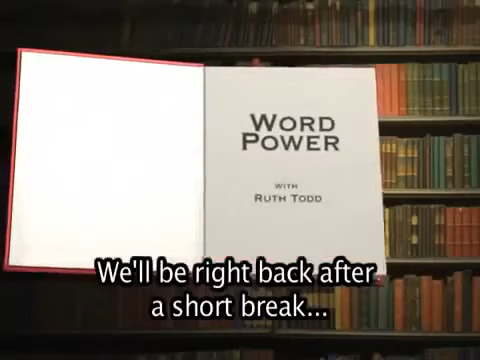 WORD
POWER
WITH
RUTH TODD
We'll be right back after
a short break...